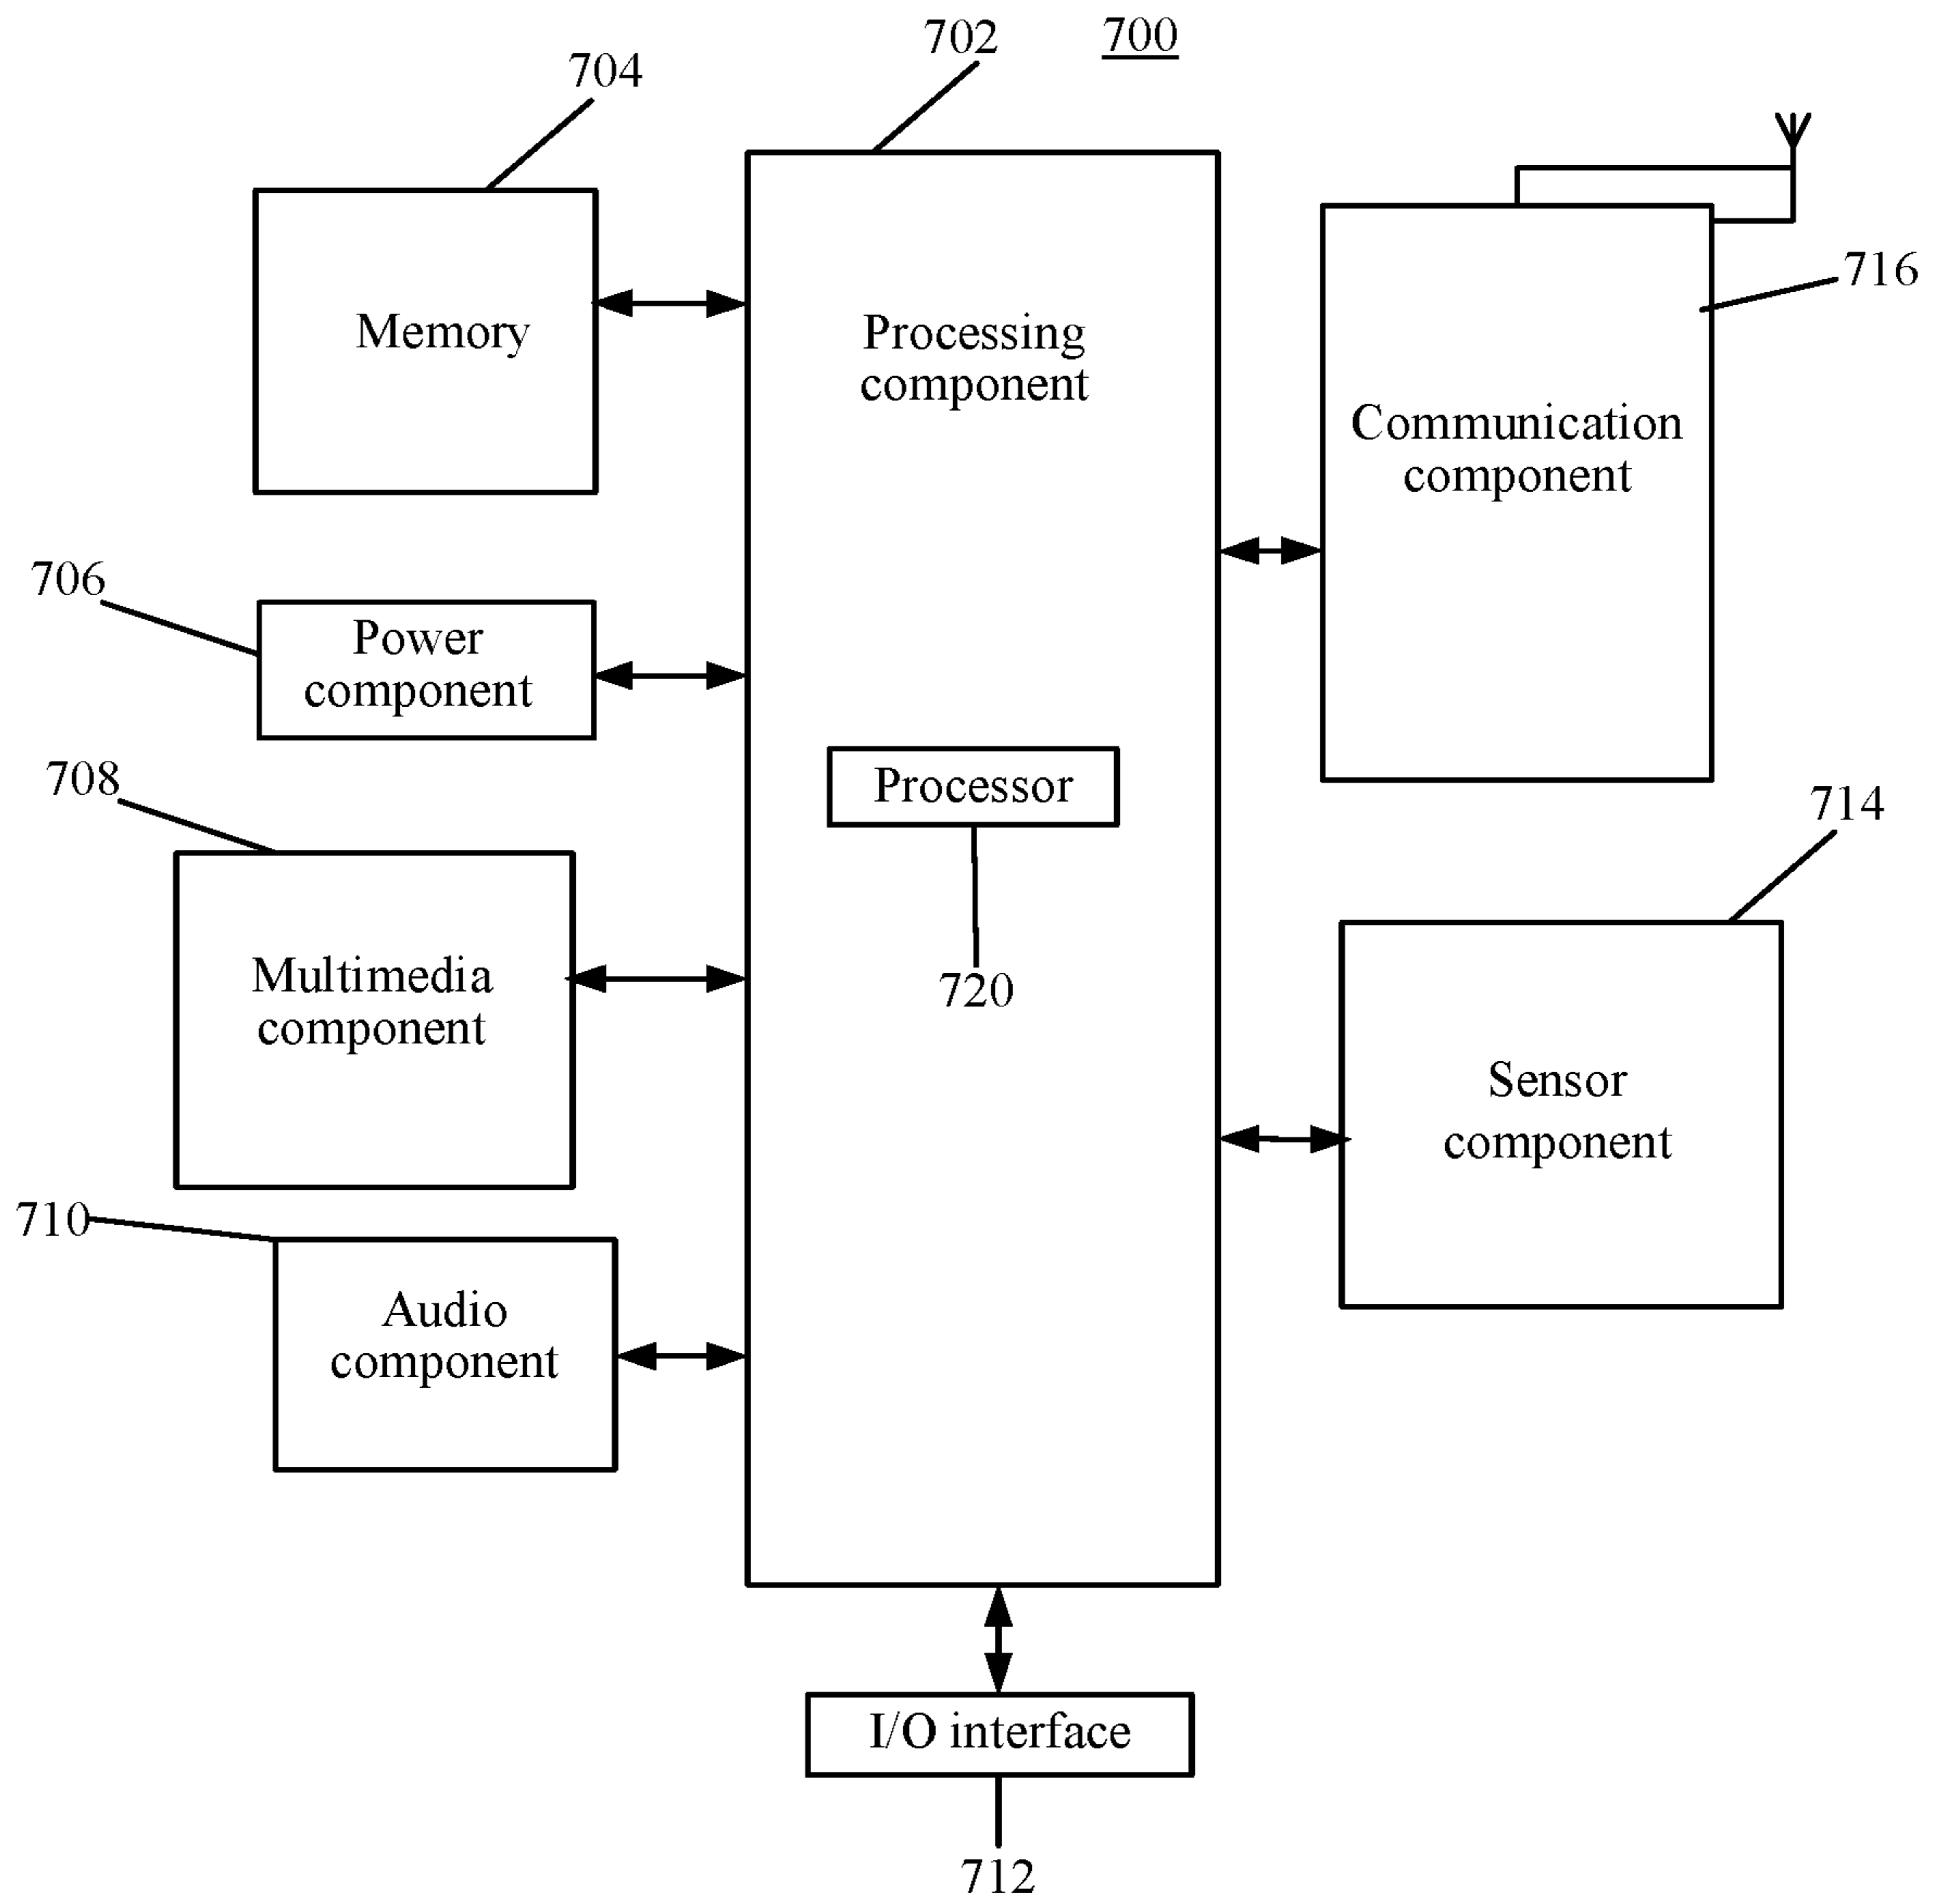 702
700
704
716
Memory
Processing
component
Communication
component
706
Power
component
708
Processor
714
720
Multimedia
component
Sensor
component
710
Audio
component
I/O interface
712